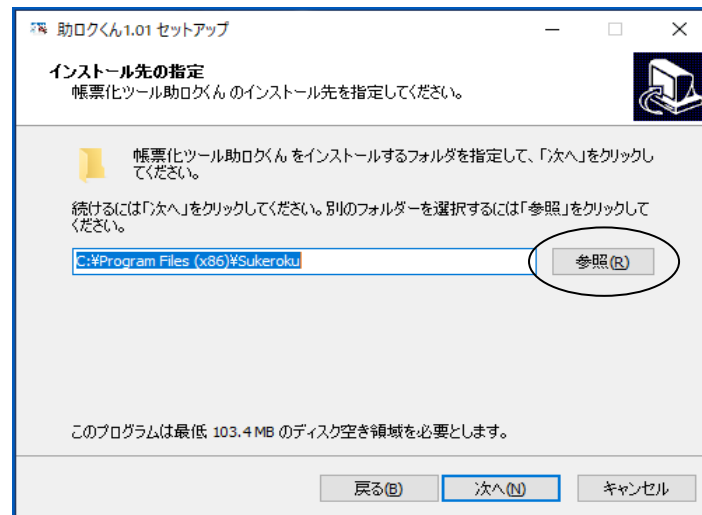 助ロクくん1.01 セットアップ
インストール先の指定
帳票化ツール助ロクくん のインストール先を指定してください。
帳票化ツール助ロクくん をインストールするフォルダを指定して、「次へ」をクリックし
てください。
続けるには「次へ」をクリックしてください。別のフォルダーを選択するには「参照」をクリックして
ください。
C:¥Program Files (x86)¥Sukeroku
参照(R)
このプログラムは最低 103.4 MB のディスク空き領域を必要とします。
戻る(B)
次へ(N)
キャンセル